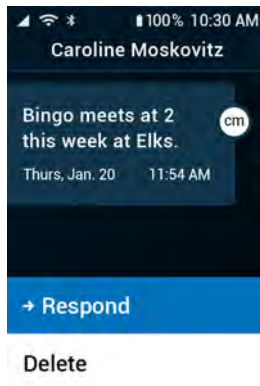 100% 10:30 AM
Caroline Moskovitz
Bingo meets at 2
this week at Elks.
cm
Thurs, Jan. 20 11:54 AM
→ Respond
Delete